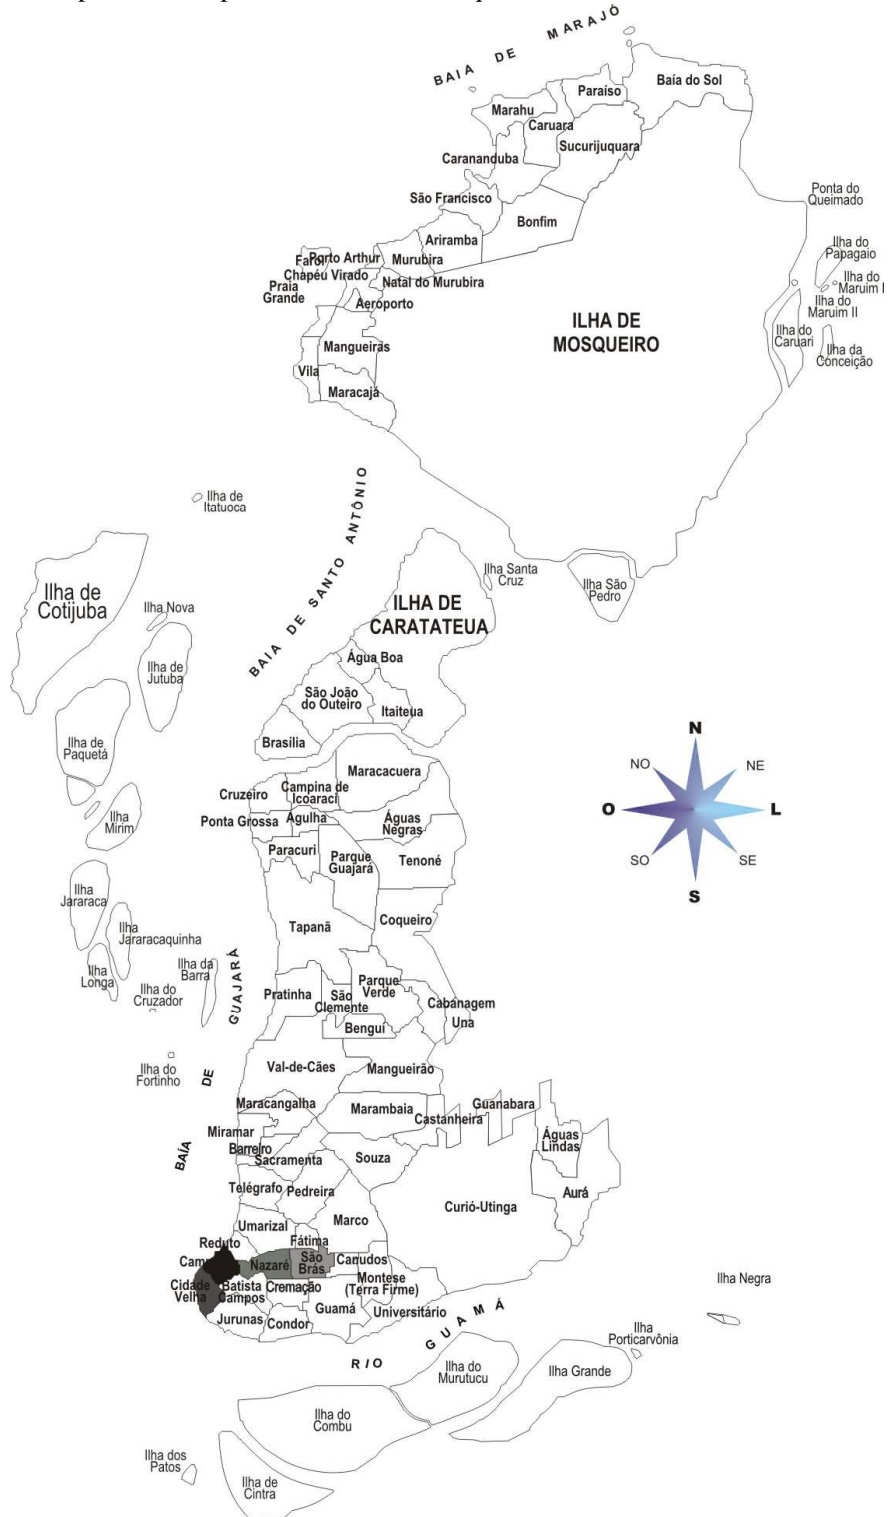 BAIA DE MARAJÓ
Baía do Sol
Paraíso
Marahu
Caruara
Sucurijuquara
Carananduba
São Francisco
Bonfim
Ariramba
Murubira
Porto Arthur
Farol
Chapéu Virado
Natal do Murubira
Praia
Grande
Aeroporto
Mangueiras
Vila
Maracajá
ILHA DE
MOSQUEIRO
Ponta do
Queimado
Ilha do
Papagaio
Ilha do
Maruim I
Ilha do
Maruim II
Ilha do
Caruari
Ilha da
Conceição
BAIA DE SANTO ANTÔNIO
Ilha de
Itatuoca
Ilha Santa
Cruz
Ilha São
Pedro
Ilha de
Cotijuba
Ilha Nova
Ilha de
Jutuba
ILHA DE
CARATATEUA
Água Boa
São João
do Outeiro
Itaiteua
Brasília
Ilha de
Paquetá
Ilha
Mirim
Maracacuera
Cruzeiro
Campina de
Icoaraci
Ponta Grossa
Agulha
Águas
Negras
Paracuri
Parque
Guajará
Tenoné
Coqueiro
Tapanã
N
NO
NE
O
L
SO
SE
S
Ilha
Jararaca
Ilha
Jararacaquinha
Ilha
Longa
Ilha da
Barra
Ilha do
Cruzador
Ilha do
Fortinho
BAÍA DE GUAJARÁ
Pratinha
São
Clemente
Parque
Verde
Cabanagem
Una
Benguí
Val-de-Cães
Mangueirão
Maracangalha
Marambaia
Castanheira
Guanabara
Miramar
Barreiro
Sacramenta
Souza
Águas
Lindas
Aurá
Telégrafo
Pedreira
Curió-Utinga
Marco
Umarizal
Fátima
Reduto
Nazaré
São
Brás
Canudos
Cidade
Velha
Batista
Campos
Cremação
Montese
(Terra Firme)
Guamá
Universitário
Jurunas
Condor
RIO GUAMÁ
Ilha Negra
Ilha
Porticarvônia
Ilha do
Murutucu
Ilha Grande
Ilha do
Combu
Ilha dos
Patos
Ilha de
Cintra